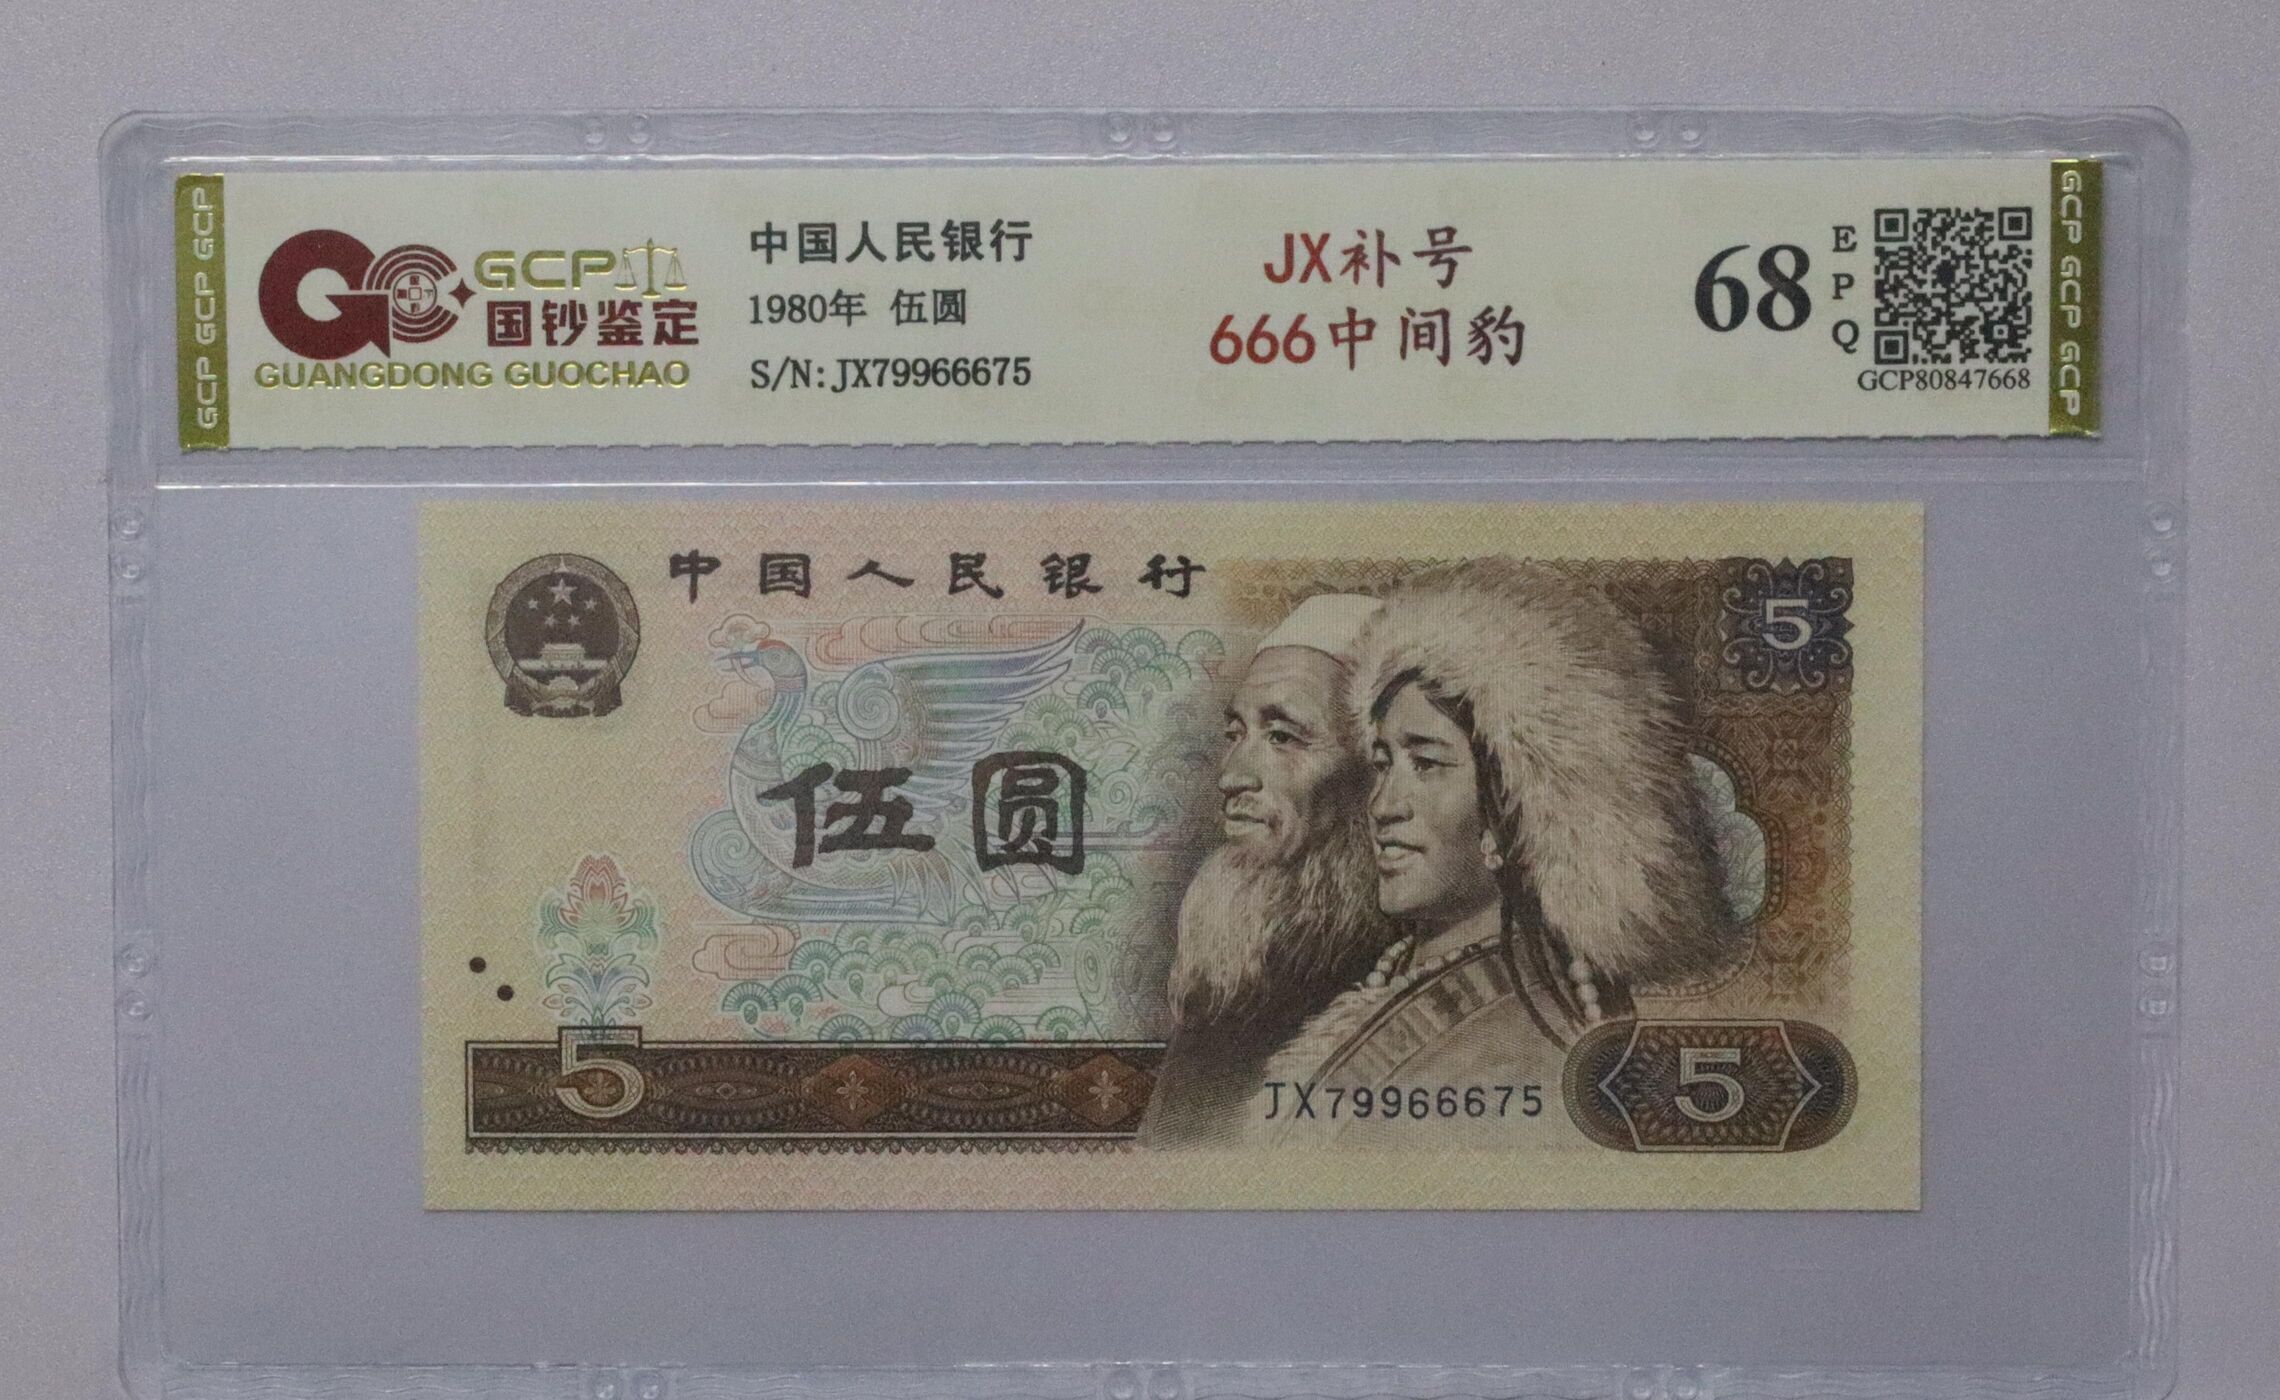 GCP GCP GCP
GCP
国钞鉴定
GUANGDONG GUOCHAO
中国人民银行
1980年 伍圆
S/N:JX79966675
JX补号
666中间豹
68
E
P
Q
GCP80847668
GCP GCP GCP
中国人民银行
5
伍圆
5
JX79966675
5